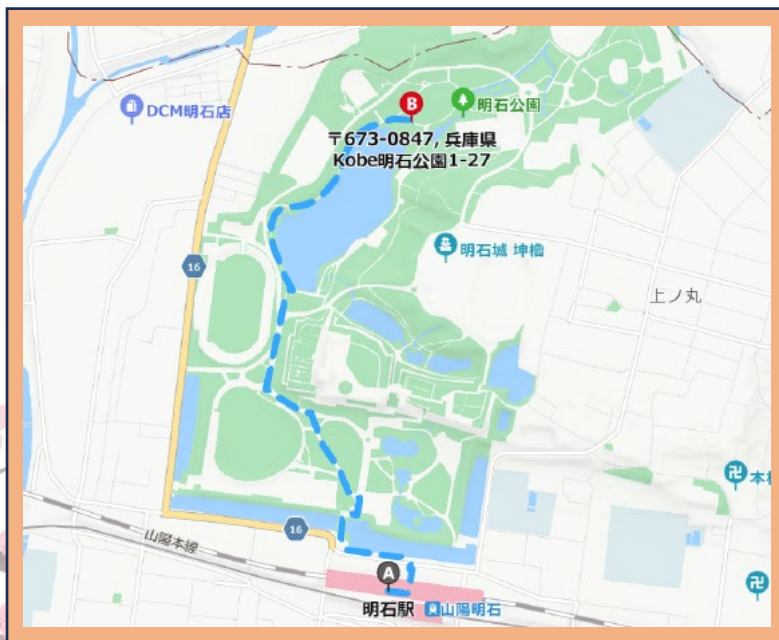 DCM明石店
B
明石公園
〒673-0847, 兵庫県
Kobe明石公園1-27
16
明石城 坤櫓
上ノ丸
卍
16
山陽本線
A
卍
明石駅
山陽明石